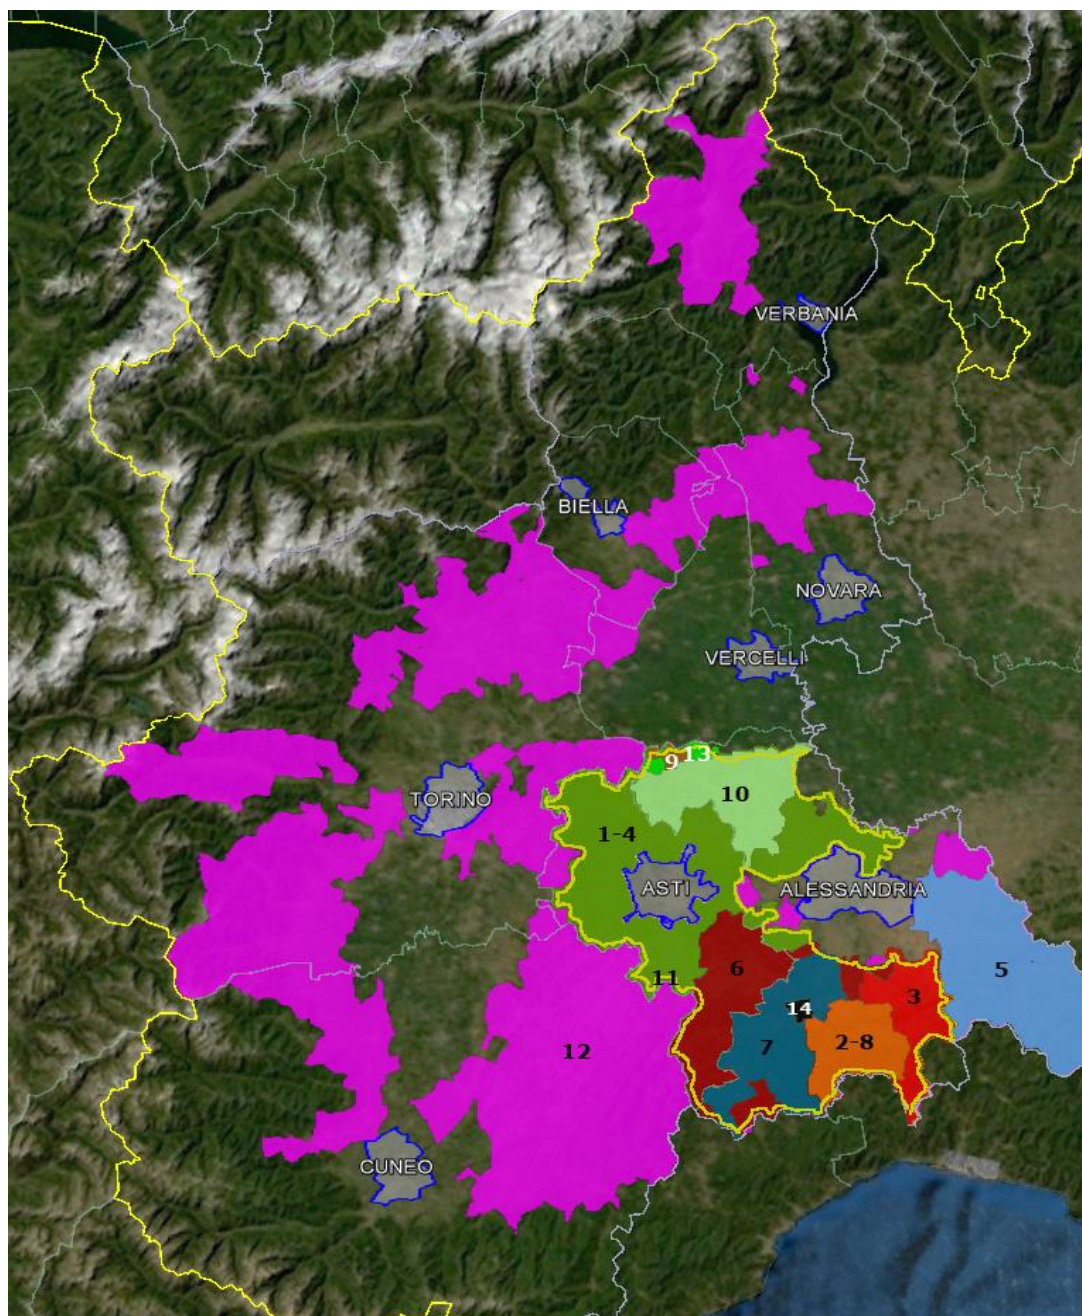 VERBANIA
BIELLA
NOVARA
VERCELLI
13
9
10
TORINO
1-4
ASTI
ALESSANDRIA
6
11
5
3
14
2-8
7
12
CUNEO